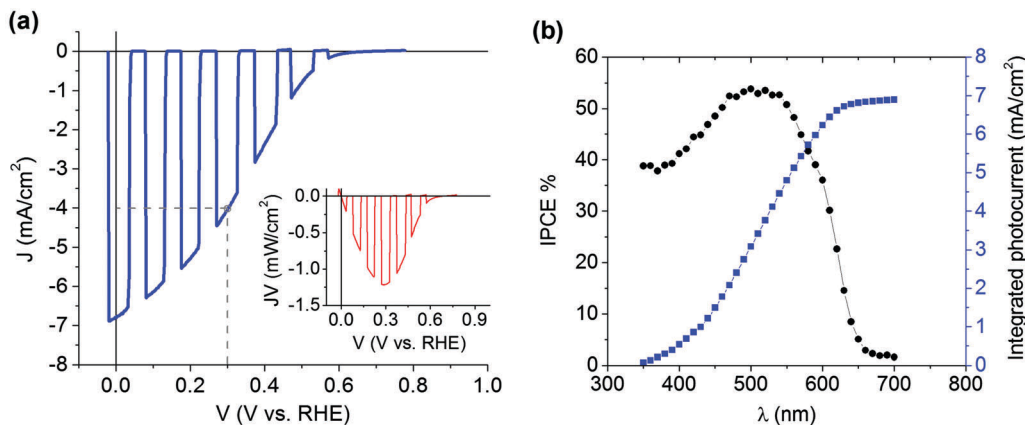 (a)
0
-1
-2
-3
-4
-5
-6
-7
-8
J (mA/cm²)
0.0 0.2 0.4 0.6 0.8 1.0
V (V vs. RHE)
0.0
-0.5
-1.0
-1.5
JV (mW/cm²)
0.0 0.3 0.6 0.9
V (V vs. RHE)
(b)
60
50
40
30
20
10
0
IPCE %
300 400 500 600 700 800
λ (nm)
8
7
6
5
4
3
2
1
0
Integrated photocurrent (mA/cm²)